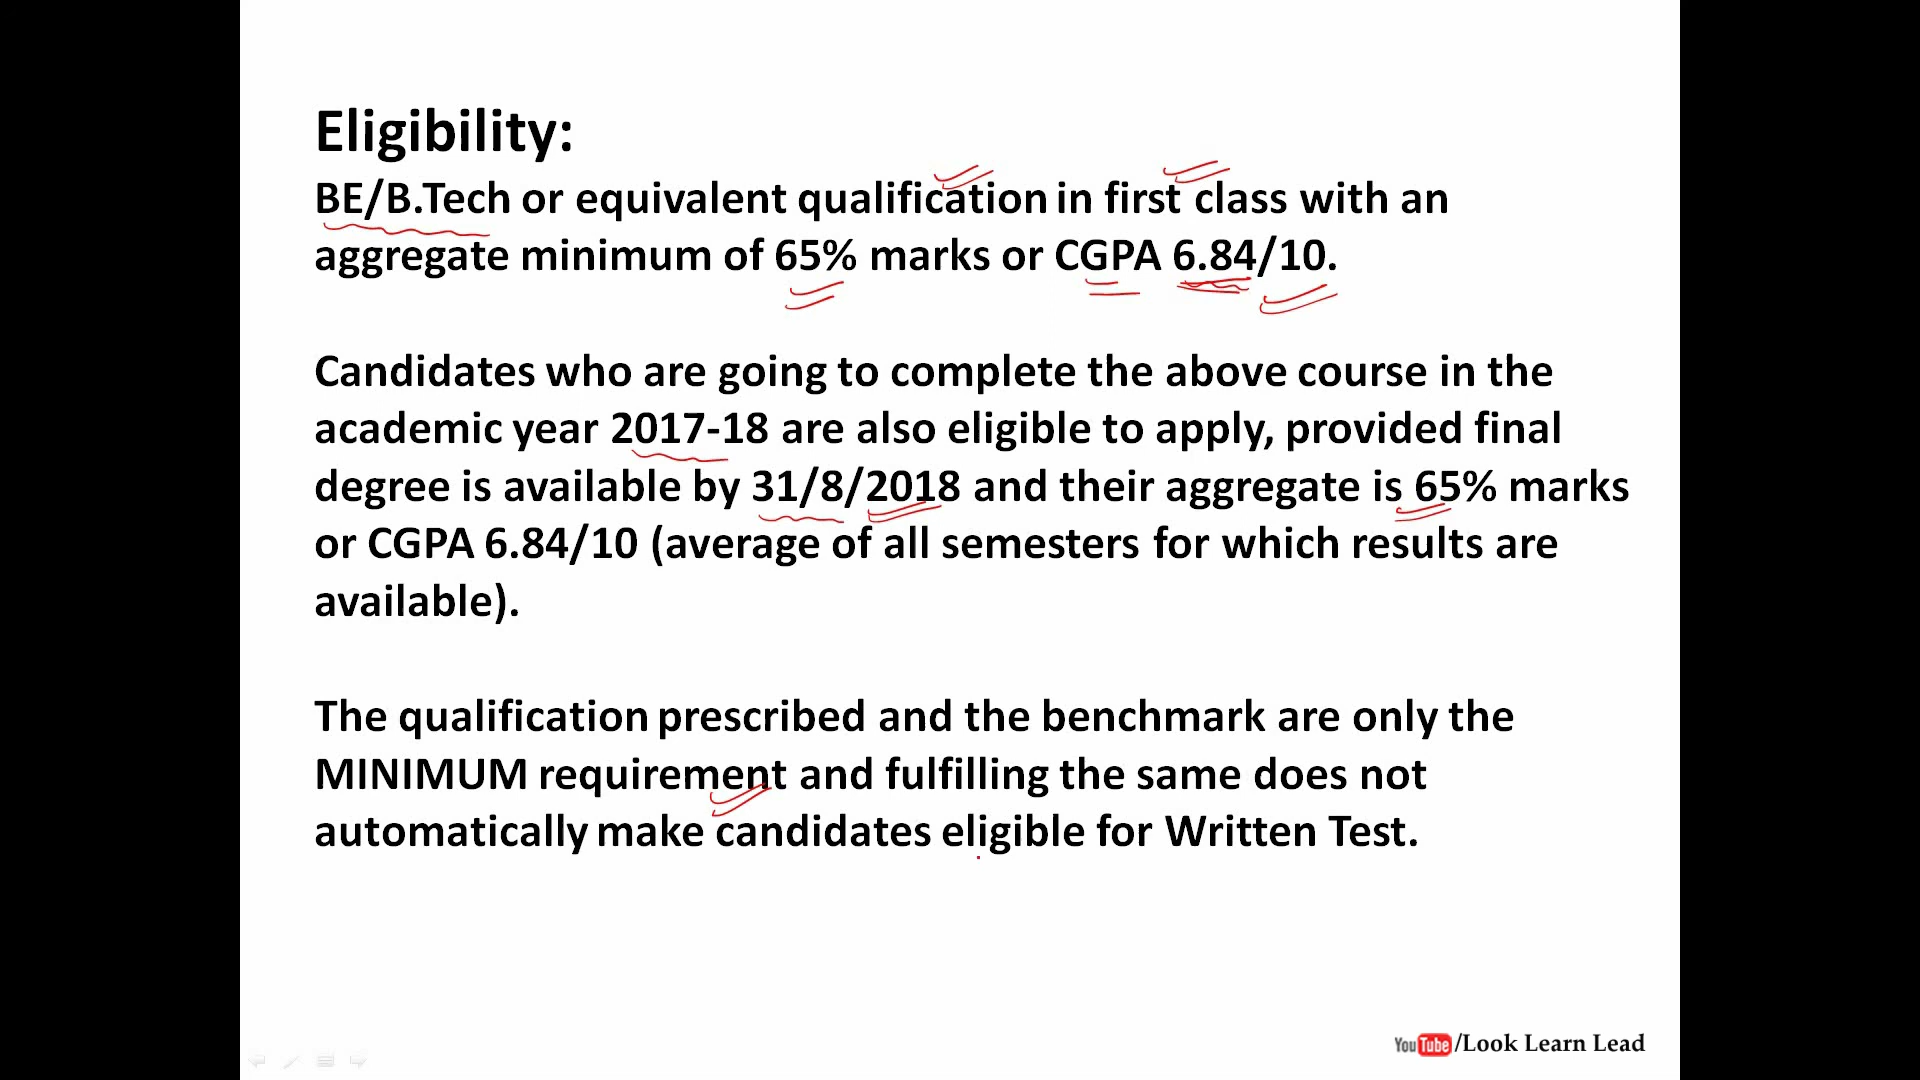 Eligibility:
BE/B.Tech or equivalent qualification in first class with an
aggregate minimum of 65% marks or CGPA 6.84/10.
Candidates who are going to complete the above course in the
academic year 2017-18 are also eligible to apply, provided final
degree is available by 31/8/2018 and their aggregate is 65% marks
or CGPA 6.84/10 (average of all semesters for which results are
available).
The qualification prescribed and the benchmark are only the
MINIMUM requirement and fulfilling the same does not
automatically make candidates eligible for Written Test.
YouTube/Look Learn Lead